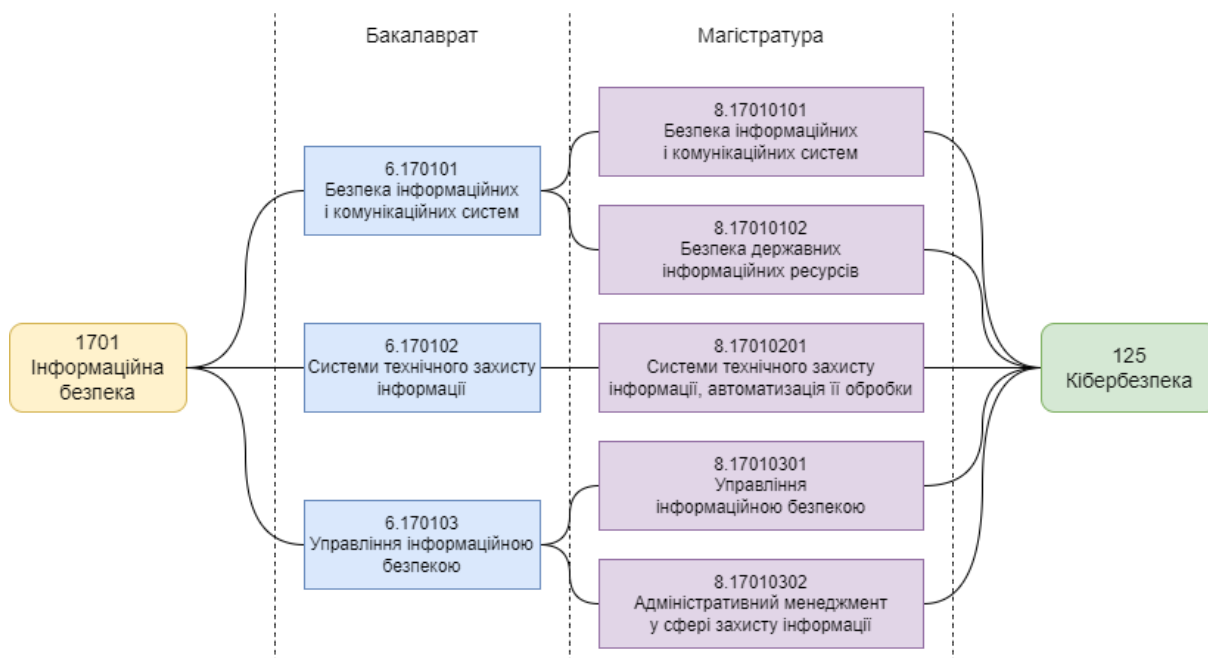 Бакалаврат
Магістратура
1701
Інформаційна
безпека
6.170101
Безпека інформаційних
і комунікаційних систем
6.170102
Системи технічного захисту
інформації
6.170103
Управління інформаційною
безпекою
8.17010101
Безпека інформаційних
і комунікаційних систем
8.17010102
Безпека державних
інформаційних ресурсів
8.17010201
Системи технічного захисту
інформації, автоматизація її обробки
8.17010301
Управління
інформаційною безпекою
8.17010302
Адміністративний менеджмент
у сфері захисту інформації
125
Кібербезпека